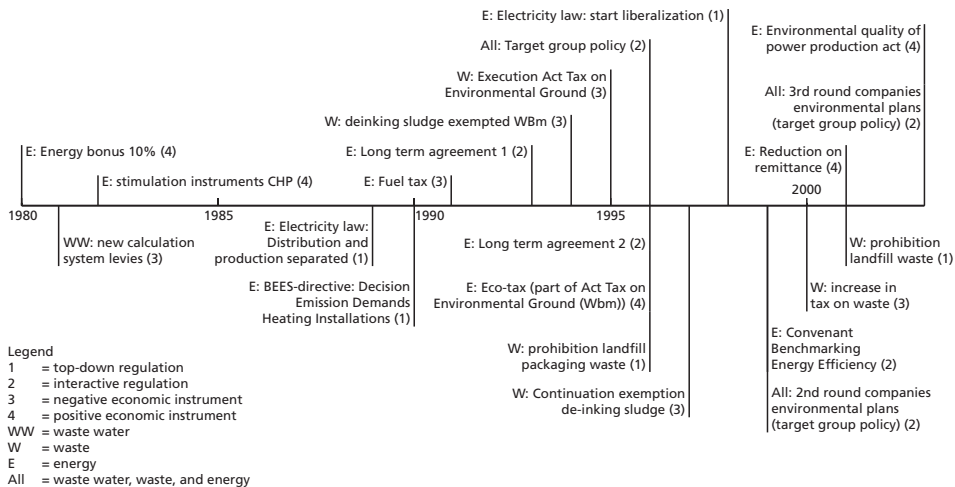 E: Electricity law: start liberalization (1)
E: Environmental quality of
power production act (4)
All: Target group policy (2)
W: Execution Act Tax on
Environmental Ground (3)
All: 3rd round companies
environmental plans
(target group policy) (2)
W: deinking sludge exempted WBm (3)
E: Energy bonus 10% (4)
E: Long term agreement 1 (2)
E: Reduction on
remittance (4)
E: stimulation instruments CHP (4)
E: Fuel tax (3)
2000
1980
1985
1990
1995
WW: new calculation
system levies (3)
E: Electricity law:
Distribution and
production separated (1)
E: Long term agreement 2 (2)
W: prohibition
landfill waste (1)
E: BEES-directive: Decision
Emission Demands
Heating Installations (1)
E: Eco-tax (part of Act Tax on
Environmental Ground (Wbm)) (4)
W: increase in
tax on waste (3)
E: Convenant
Benchmarking
Energy Efficiency (2)
W: prohibition landfill
packaging waste (1)
W: Continuation exemption
de-inking sludge (3)
All: 2nd round companies
environmental plans
(target group policy) (2)
Legend
1 = top-down regulation
2 = interactive regulation
3 = negative economic instrument
4 = positive economic instrument
WW = waste water
W = waste
E = energy
All = waste water, waste, and energy